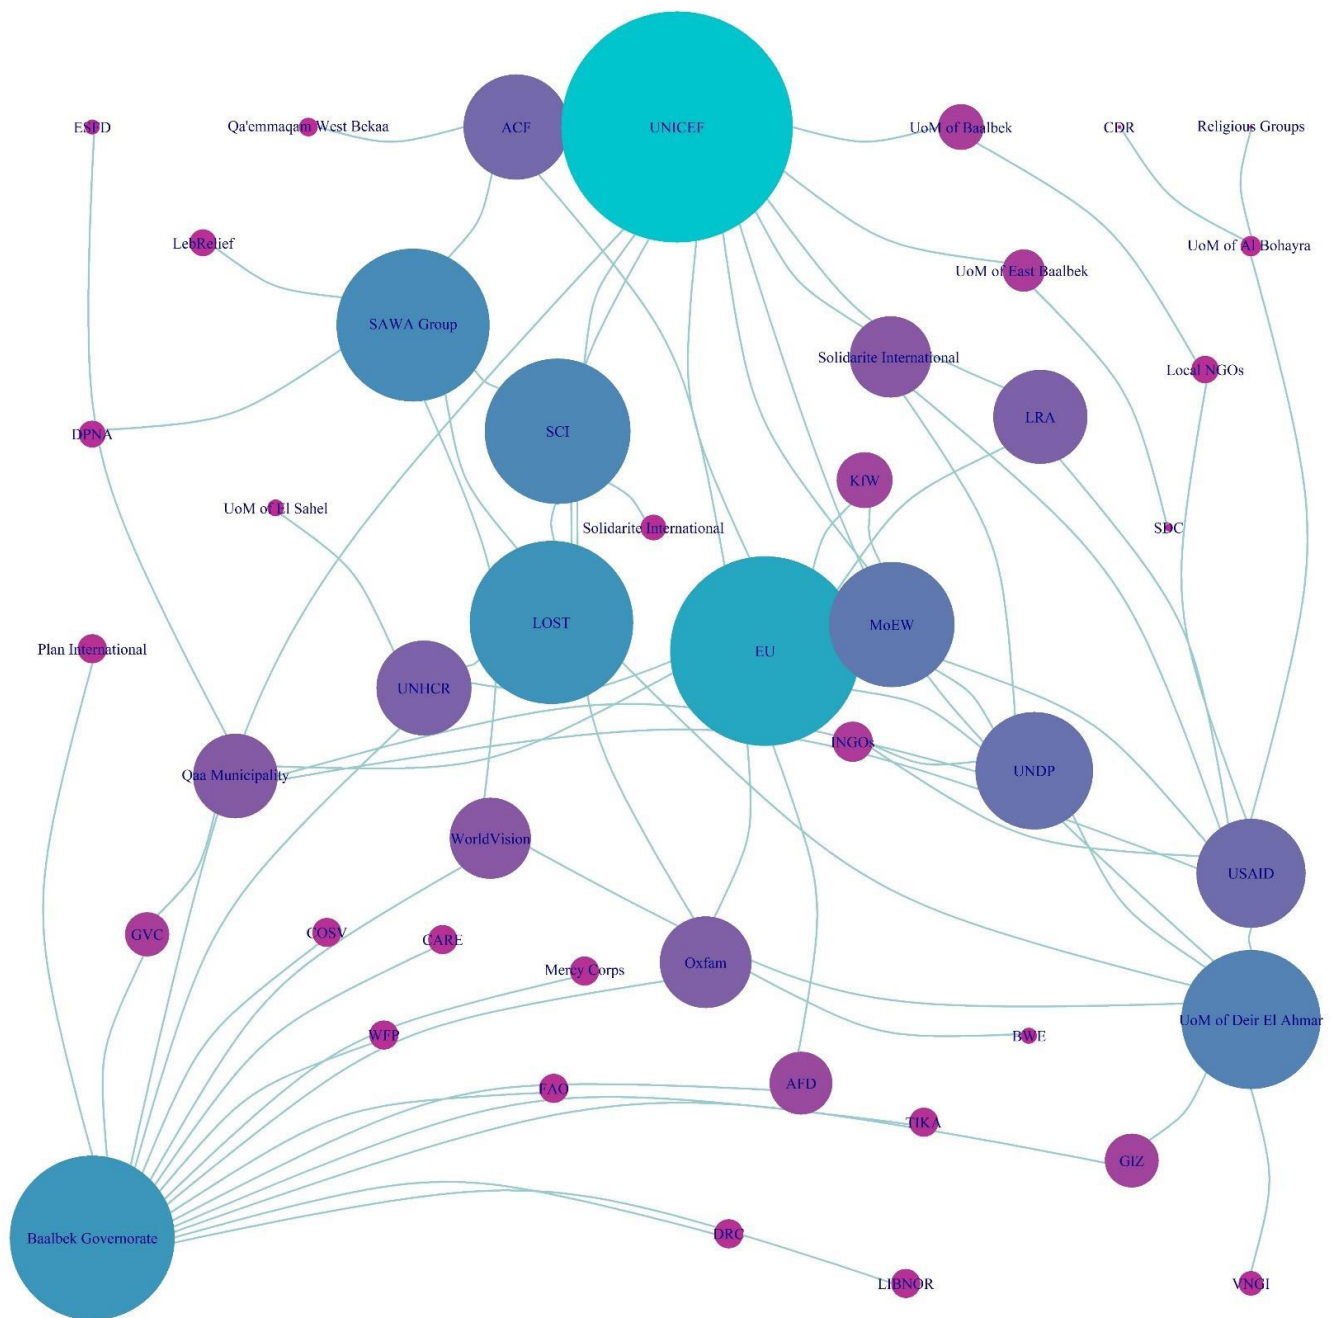 ESFD
Qa'emmaqam West Bekaa
ACF
UNICEF
UoM of Baalbek
CDR
Religious Groups
LebRelief
UoM of Al Bohayra
UoM of East Baalbek
SAWA Group
Solidarite International
Local NGOs
LRA
DPNA
SCI
KfW
UoM of El Sahel
Solidarite International
SDC
LOST
MoEW
Plan International
EU
UNHCR
INGOs
Qaa Municipality
UNDP
WorldVision
USAID
GVC
COSV
CARE
Oxfam
Mercy Corps
UoM of Deir El Ahmar
WFP
BWE
AFD
FAO
TIKA
GIZ
Baalbek Governorate
DRC
LIBNOR
VNGI